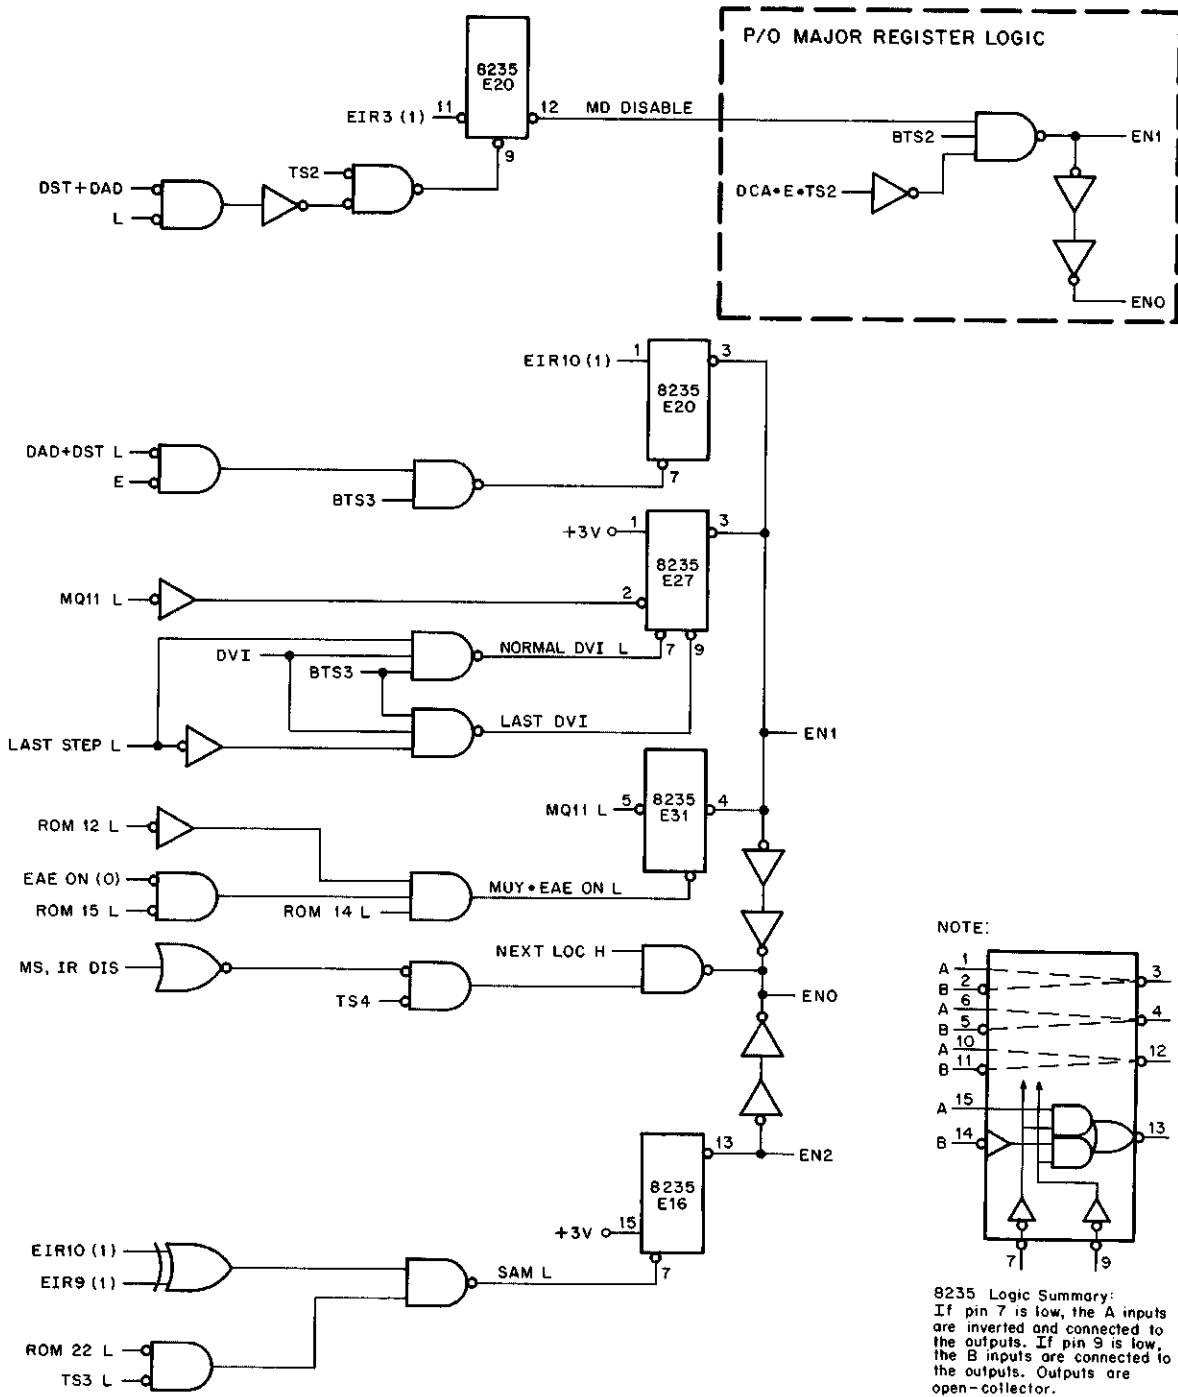 P/O MAJOR REGISTER LOGIC
8235
E20
EIR3 (1)
11
12
MD DISABLE
9
TS2
DST+DAD
L
BTS2
EN1
DCA•E•TS2
ENO
EIR10 (1)
1
3
8235
E20
DAD+DST L
E
BTS3
7
+3V
1
3
8235
E27
MQ11 L
2
7
9
DVI
NORMAL DVI L
BTS3
LAST DVI
LAST STEP L
EN1
MQ11 L
5
8235
E31
4
ROM 12 L
EAE ON (0)
ROM 15 L
ROM 14 L
MUY•EAE ON L
MS, IR DIS
TS4
NEXT LOC H
ENO
13
EN2
8235
E16
+3V
15
7
EIR10 (1)
EIR9 (1)
SAM L
ROM 22 L
TS3 L
NOTE:
A 1
3
B 2
A 6
4
B 5
A 10
12
B 11
A 15
13
B 14
7
9
8235 Logic Summary:
If pin 7 is low, the A inputs
are inverted and connected to
the outputs. If pin 9 is low,
the B inputs are connected to
the outputs. Outputs are
open-collector.